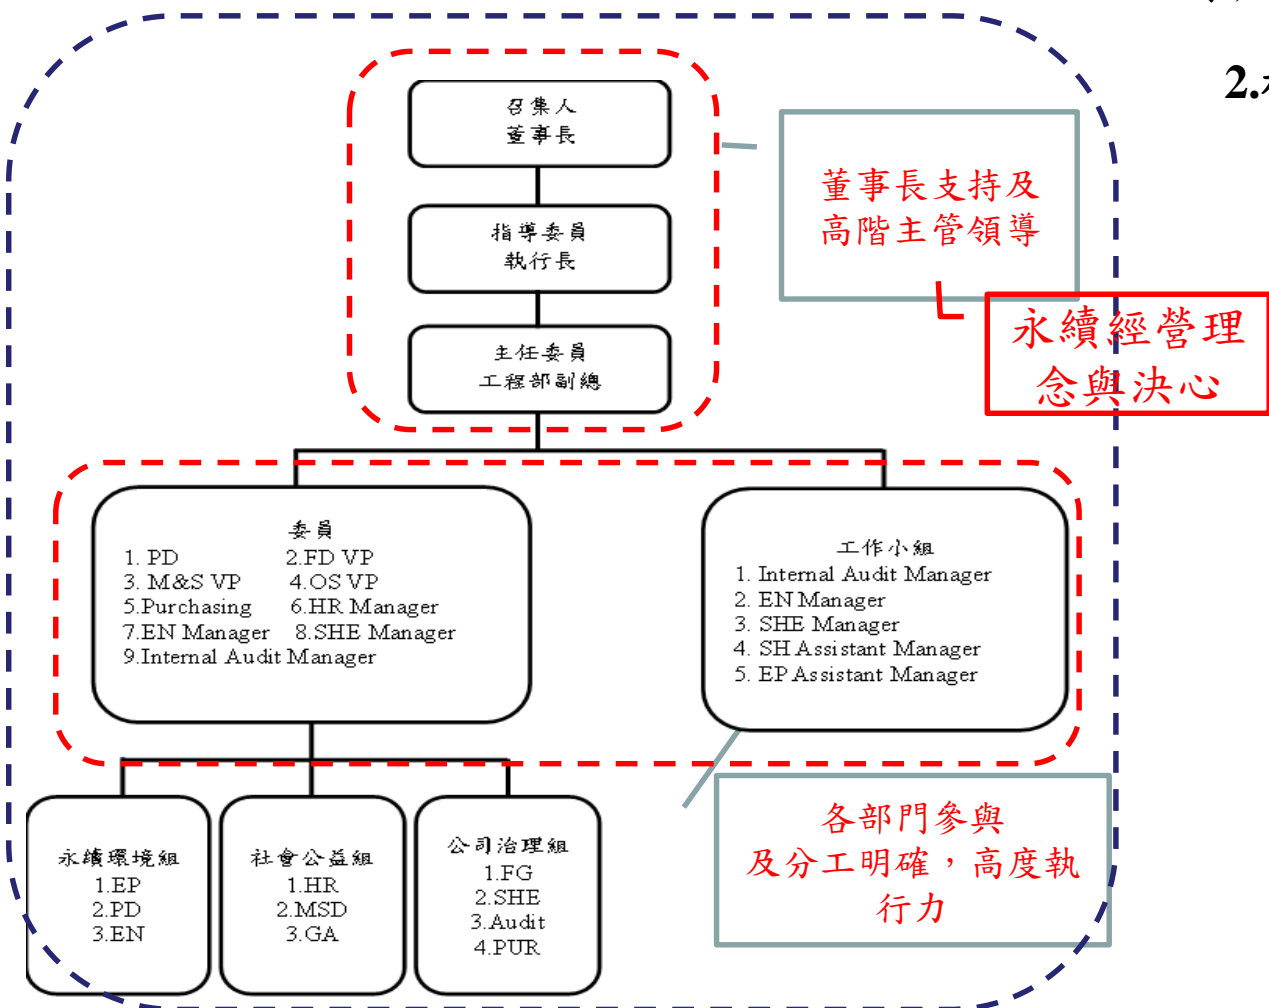 2.
召集人
董事長
董事長支持及
高階主管領導
指導委員
執行長
永續經營理
念與決心
主任委員
工程部副總
委員
1. PD 2.FD VP
3. M&S VP 4.OS VP
5.Purchasing 6.HR Manager
7.EN Manager 8.SHE Manager
9.Internal Audit Manager
工作小組
1. Internal Audit Manager
2. EN Manager
3. SHE Manager
4. SH Assistant Manager
5. EP Assistant Manager
各部門參與
及分工明確，高度執
行力
永續環境組
1.EP
2.PD
3.EN
社會公益組
1.HR
2.MSD
3.GA
公司治理組
1.FG
2.SHE
3.Audit
4.PUR